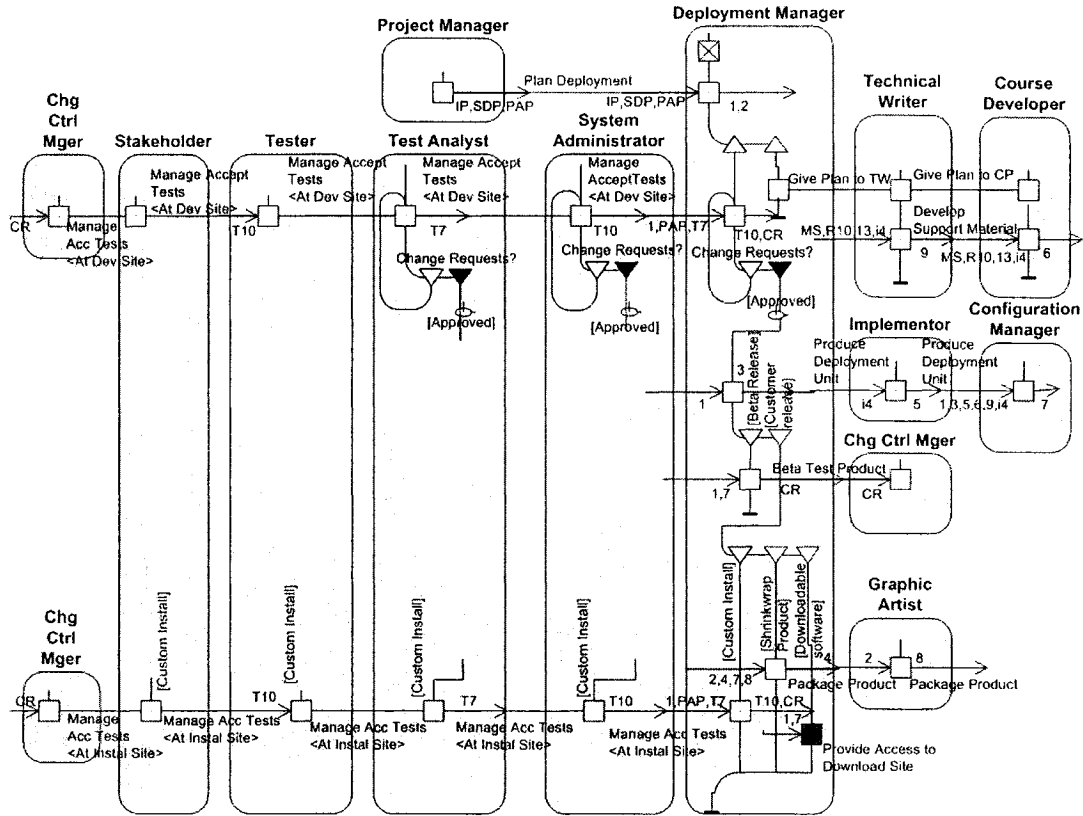 Project Manager
Deployment Manager
Plan Deployment
IP,SDP,PAP
IP,SDP,PAP
1,2
Technical
Writer
Course
Developer
Chg
Ctrl
Mger
Stakeholder
Tester
Test Analyst
System
Administrator
Manage Accept
Tests
<At Dev Site>
Manage Accept
Tests
<At Dev Site>
Manage Accept
Tests
<At Dev Site>
Manage
AcceptTests
<At Dev Site>
Give Plan to TW
Give Plan to CP
CR
Manage
Acc Tests
<At Dev Site>
T10
T7
T10
1,PAP,T7
T10,CR
MS,R10,13,i4
Develop
Support Material
9
MS,R10,13,i4
6
Change Requests?
[Approved]
Change Requests?
[Approved]
Change Requests?
[Approved]
Implementor
Configuration
Manager
Produce
Deployment
Unit
Produce
Deployment
Unit
1
3
[Beta Release]
[Customer
release]
i4
5
1,3,5,6,9,i4
7
Chg Ctrl Mger
1,7
Beta Test Product
CR
CR
[Custom Install]
[Shrinkwrap
Product]
[Downloadable
software]
Graphic
Artist
Chg
Ctrl
Mger
[Custom Install]
[Custom Install]
[Custom Install]
[Custom Install]
2,4,7,8
4
2
8
Package Product
Package Product
CR
Manage
Acc Tests
<At Instal Site>
Manage Acc Tests
<At Instal Site>
T10
Manage Acc Tests
<At Instal Site>
T7
Manage Acc Tests
<At Instal Site>
T10
Manage Acc Tests
<At Instal Site>
1,PAP,T7
T10,CR
1,7
Provide Access to
Download Site